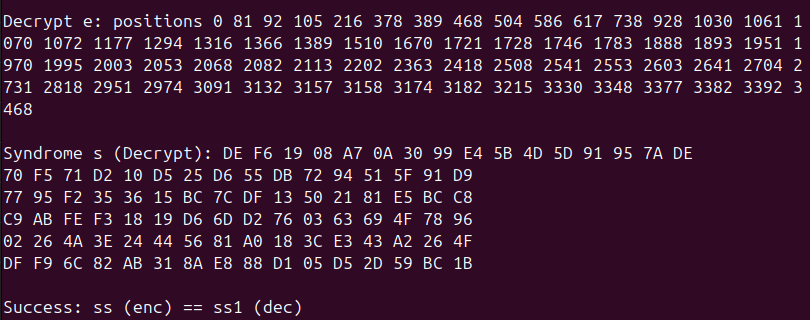 Decrypt e: positions 0 81 92 105 216 378 389 468 504 586 617 738 928 1030 1061 1
070 1072 1177 1294 1316 1366 1389 1510 1670 1721 1728 1746 1783 1888 1893 1951 1
970 1995 2003 2053 2068 2082 2113 2202 2363 2418 2508 2541 2553 2603 2641 2704 2
731 2818 2951 2974 3091 3132 3157 3158 3174 3182 3215 3330 3348 3377 3382 3392 3
468
Syndrome s (Decrypt): DE F6 19 08 A7 0A 30 99 E4 5B 4D 5D 91 95 7A DE
70 F5 71 D2 10 D5 25 D6 55 DB 72 94 51 5F 91 D9
77 95 F2 35 36 15 BC 7C DF 13 50 21 81 E5 BC C8
C9 AB FE F3 18 19 D6 6D D2 76 03 63 69 4F 78 96
02 26 4A 3E 24 44 56 81 A0 18 3C E3 43 A2 26 4F
DF F9 6C 82 AB 31 8A E8 88 D1 05 D5 2D 59 BC 1B
Success: ss (enc) == ss1 (dec)